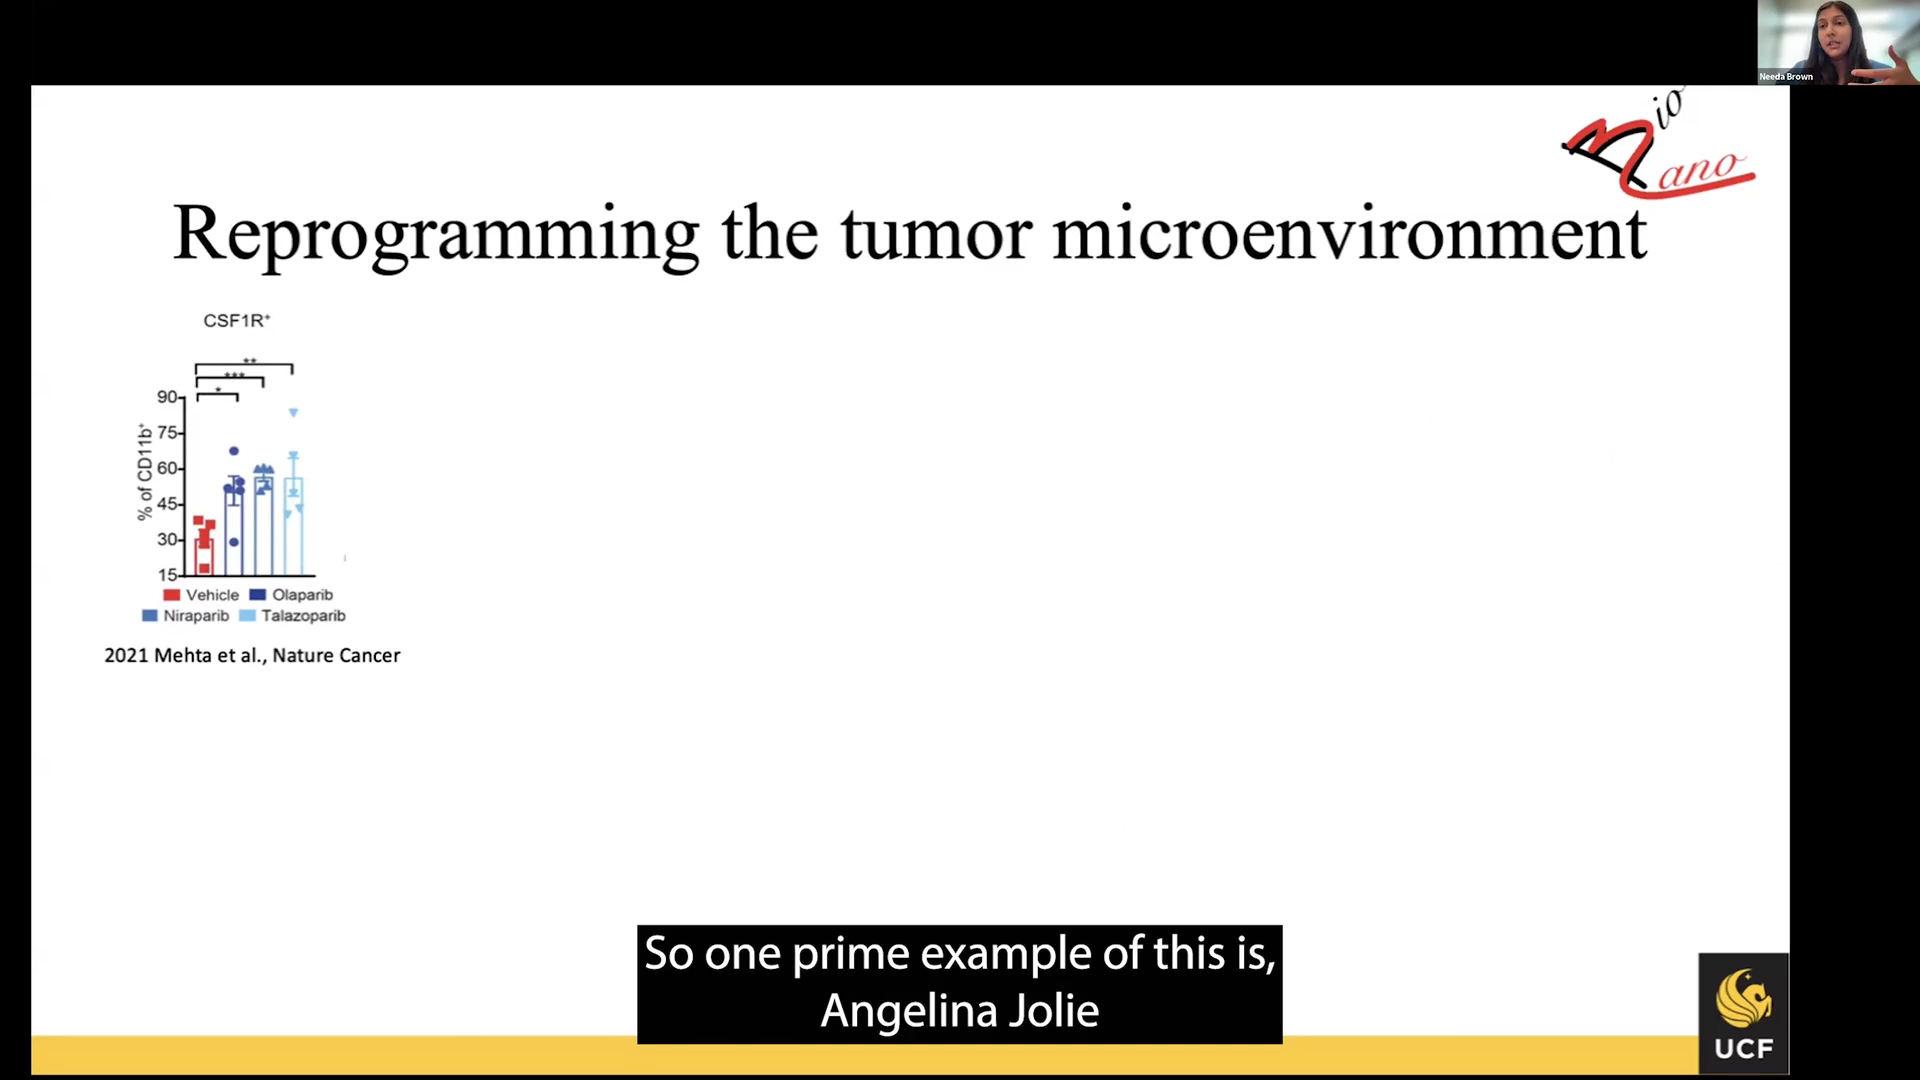 Needa Brown
io
ano
Reprogramming the tumor microenvironment
CSF1R⁺
**
***
*
90
75
60
45
30
15
% of CD11b⁺
Vehicle Olaparib
Niraparib Talazoparib
2021 Mehta et al., Nature Cancer
So one prime example of this is,
Angelina Jolie
UCF